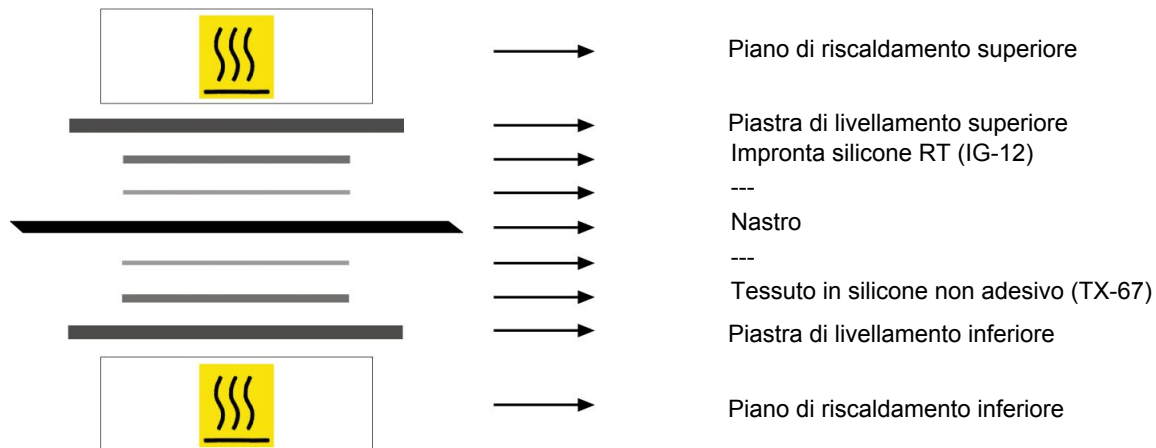 Piano di riscaldamento superiore
Piastra di livellamento superiore
Impronta silicone RT (IG-12)
---
Nastro
---
Tessuto in silicone non adesivo (TX-67)
Piastra di livellamento inferiore
Piano di riscaldamento inferiore